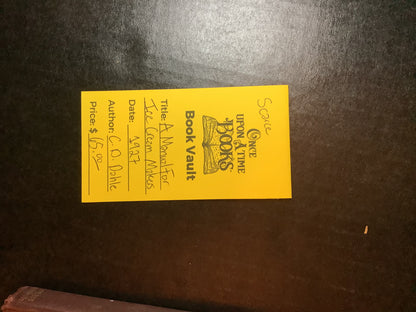 Scarce
ONCE
UPON A TIME
BOOKS
Book Vault
Title: A Manual For
Ice Cream Makers
Date: 1927
Author: C. D. Dahle
Price: $ 15.00